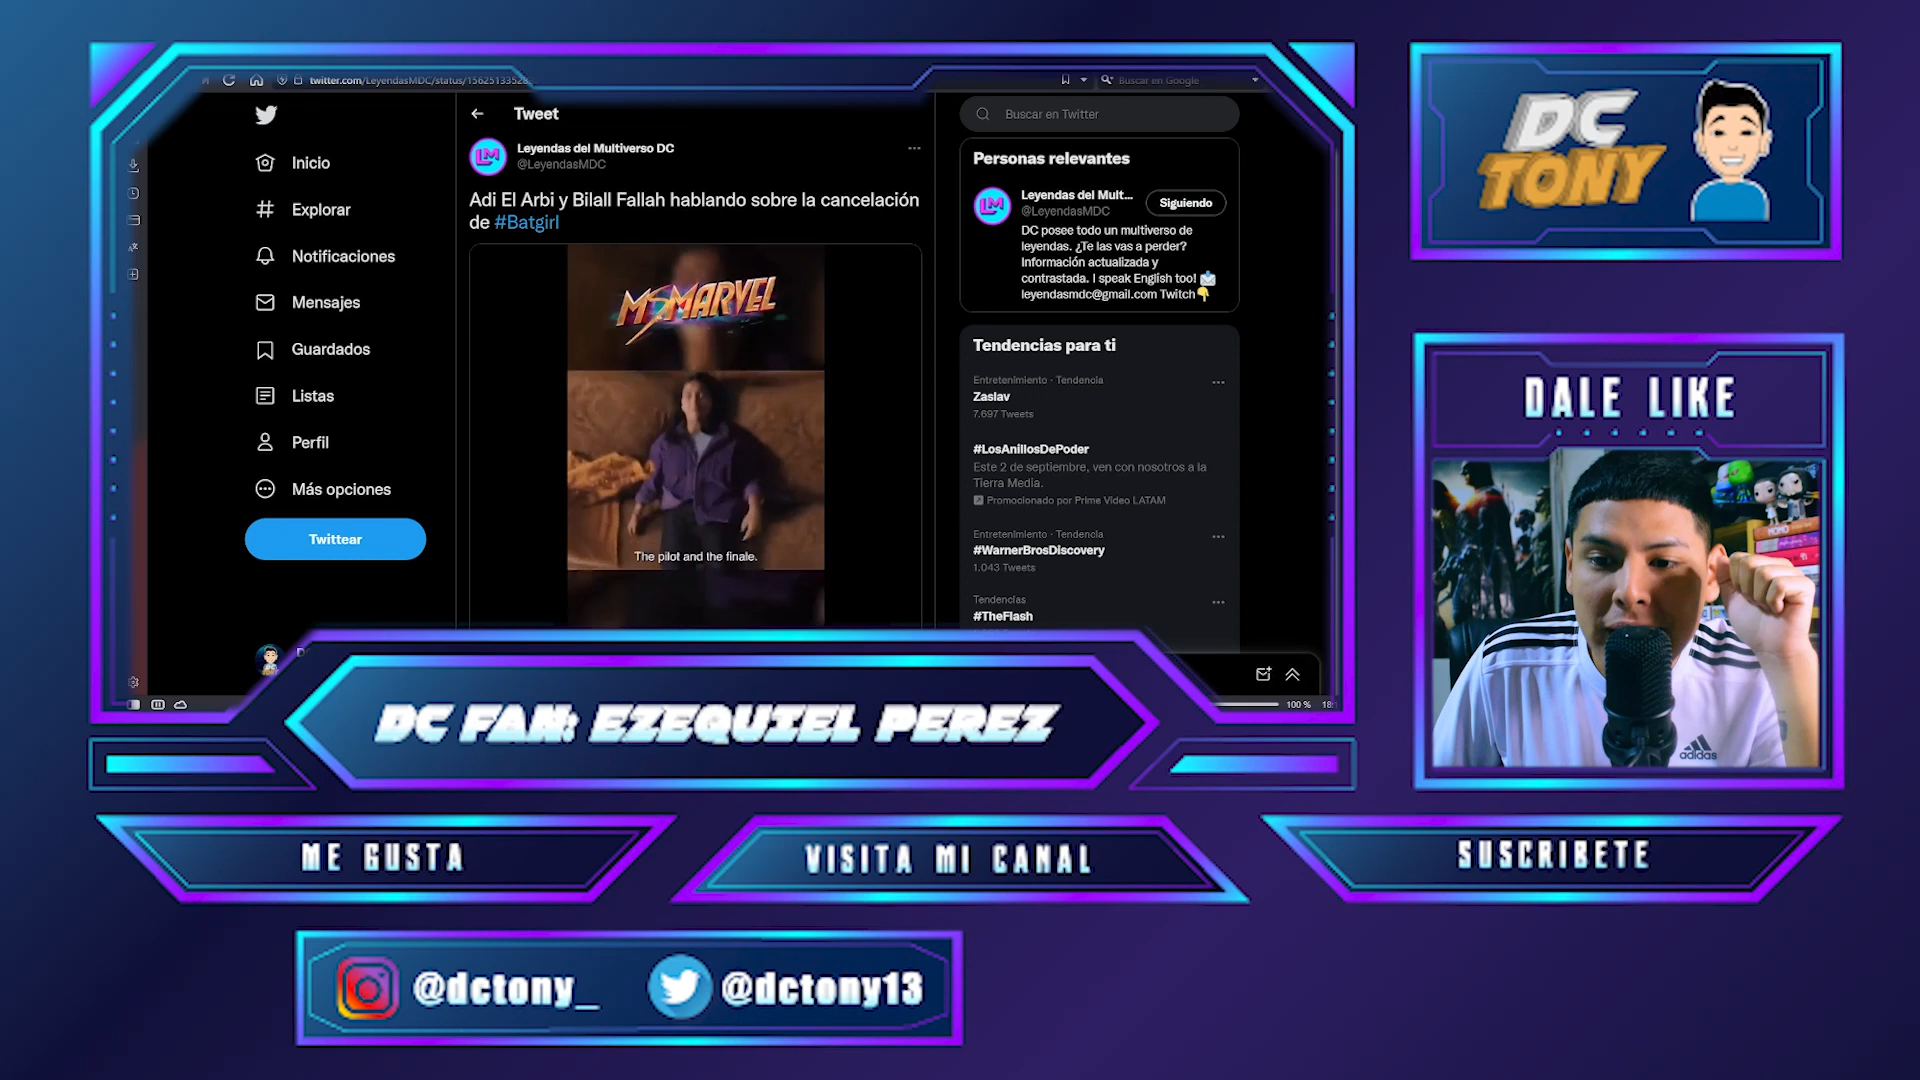 twitter.com/LeyendasMDC/status/15625133528
Buscar en Google
Inicio
Explorar
Notificaciones
Mensajes
Guardados
Listas
Perfil
Más opciones
Twittear
Tweet
Leyendas del Multiverso DC
@LeyendasMDC
Adi El Arbi y Bilall Fallah hablando sobre la cancelación
de #Batgirl
MS MARVEL
The pilot and the finale.
Buscar en Twitter
Personas relevantes
LM
Leyendas del Mult...
@LeyendasMDC
Siguiendo
DC posee todo un multiverso de
leyendas. ¿Te las vas a perder?
Información actualizada y
contrastada. I speak English too!
leyendasmdc@gmail.com Twitch
Tendencias para ti
Entretenimiento · Tendencia
Zaslav
7.697 Tweets
#LosAnillosDePoder
Este 2 de septiembre, ven con nosotros a la
Tierra Media.
Promocionado por Prime Video LATAM
Entretenimiento · Tendencia
#WarnerBrosDiscovery
1.043 Tweets
Tendencias
#TheFlash
100 %
DC
TONY
DALE LIKE
MOMO
adidas
DC FAN: EZEQUIEL PEREZ
ME GUSTA
VISITA MI CANAL
SUSCRIBETE
@dctony_
@dctony13